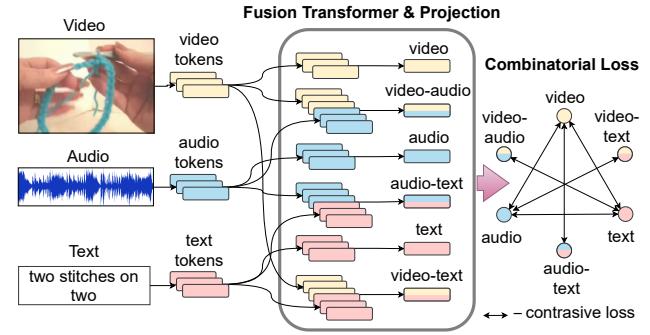 Fusion Transformer & Projection
Video
video
tokens
video
video-audio
Combinatorial Loss
video
video-
audio
video-
text
Audio
audio
tokens
audio
audio-text
audio
text
Text
text
tokens
text
audio-
text
two stitches on
two
video-text
– contrasive loss